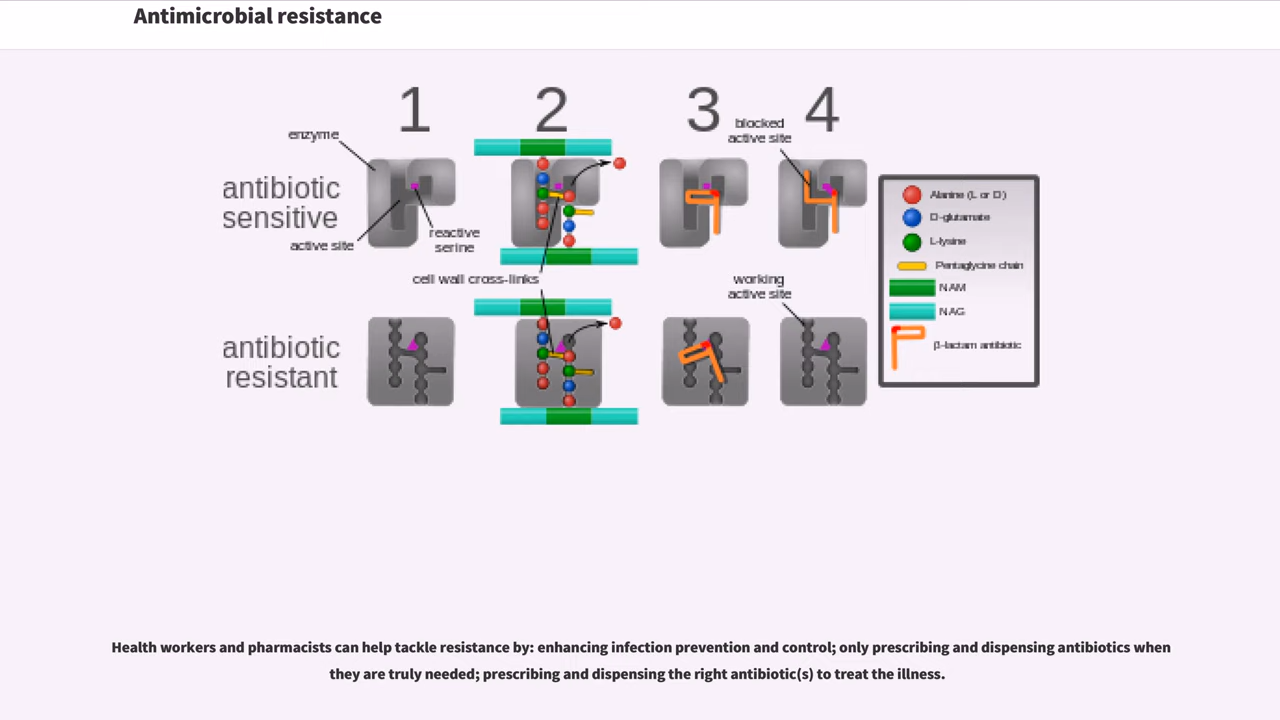 Antimicrobial resistance
1
2
3
4
enzyme
blocked
active site
antibiotic
sensitive
active site
reactive
serine
cell wall cross-links
working
active site
antibiotic
resistant
Alanine (L or D)
D-glutamate
L-lysine
Pentaglycine chain
NAM
NAG
β-lactam antibiotic
Health workers and pharmacists can help tackle resistance by: enhancing infection prevention and control; only prescribing and dispensing antibiotics when
they are truly needed; prescribing and dispensing the right antibiotic(s) to treat the illness.